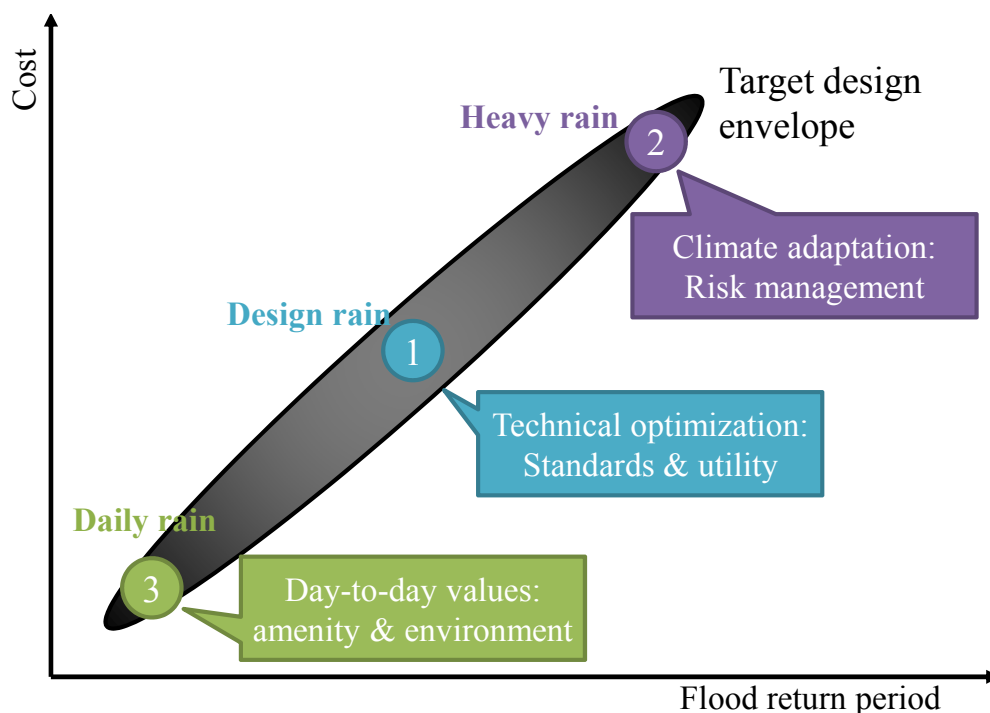 Cost
Target design
envelope
Heavy rain
2
Climate adaptation:
Risk management
Design rain
1
Technical optimization:
Standards & utility
Daily rain
3
Day-to-day values:
amenity & environment
Flood return period